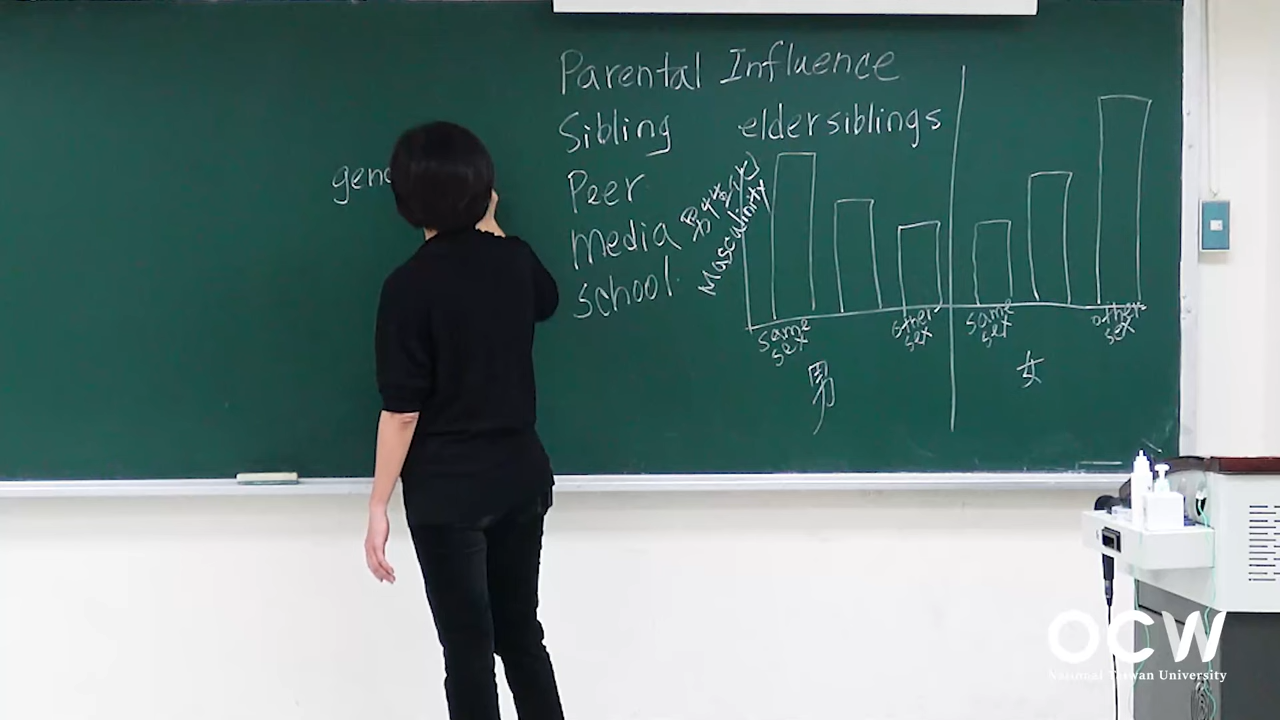 Parental Influence
Sibling eldersiblings
Peer
media
school.
男性化
Masculinity
same sex
other sex
same sex
other sex
男
女
OCW
National Taiwan University